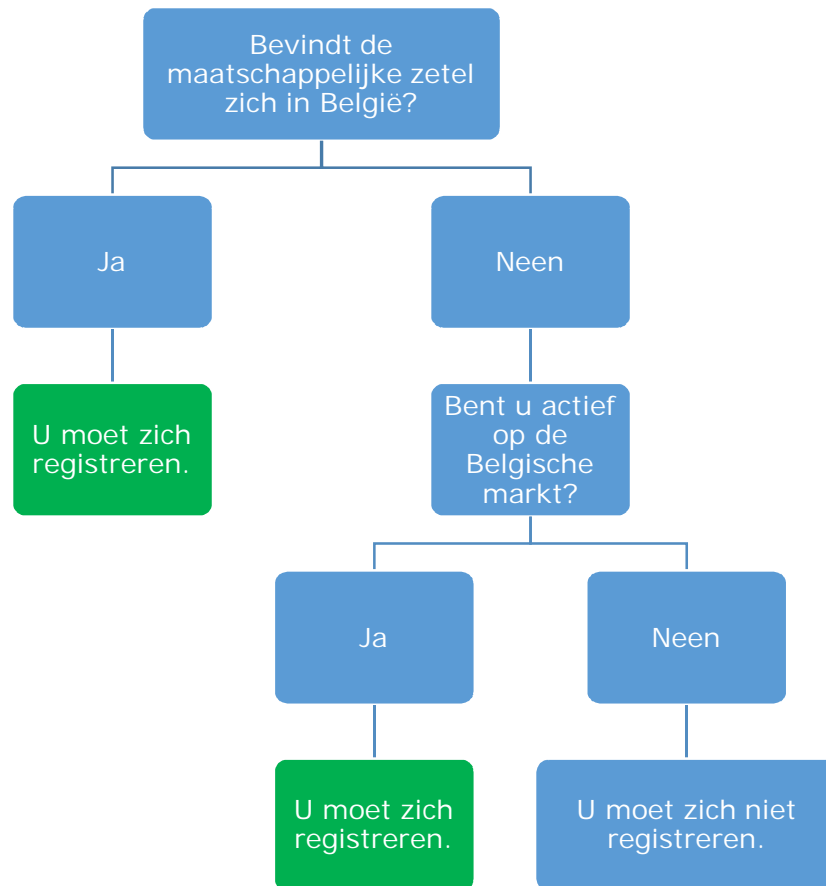 Bevindt de
maatschappelijke zetel
zich in België?
Ja
Neen
U moet zich
registreren.
Bent u actief
op de
Belgische
markt?
Ja
Neen
U moet zich
registreren.
U moet zich niet
registreren.